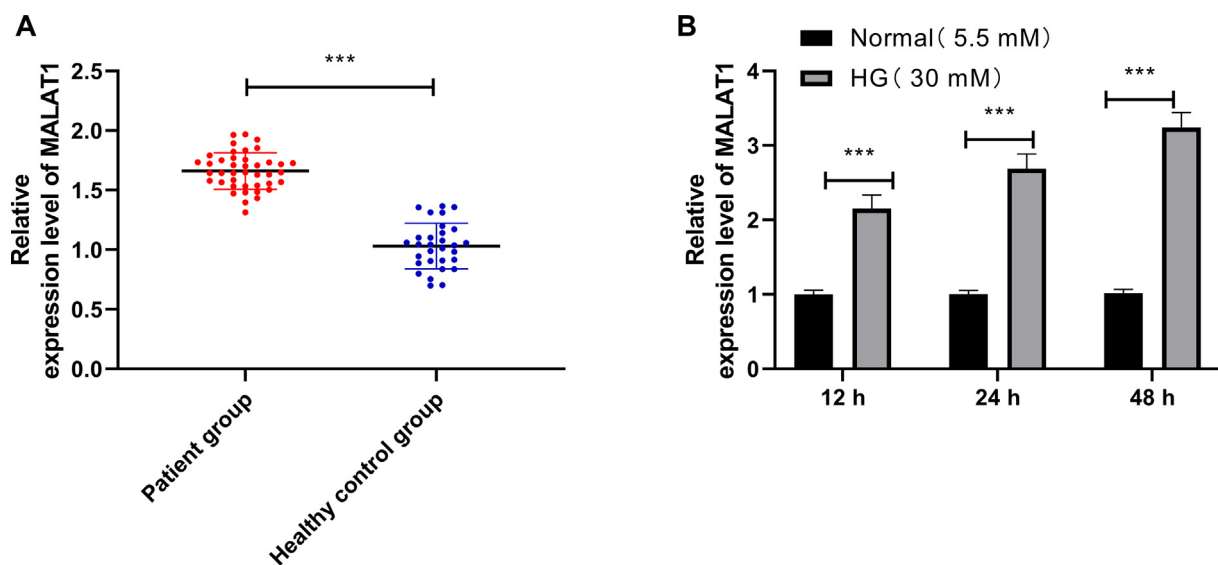 A
Relative
expression level of MALAT1
2.5
2.0
1.5
1.0
0.5
0.0
***
Patient group
Healthy control group
B
Normal( 5.5 mM)
HG( 30 mM)
Relative
expression level of MALAT1
4
3
2
1
0
***
***
***
12 h
24 h
48 h